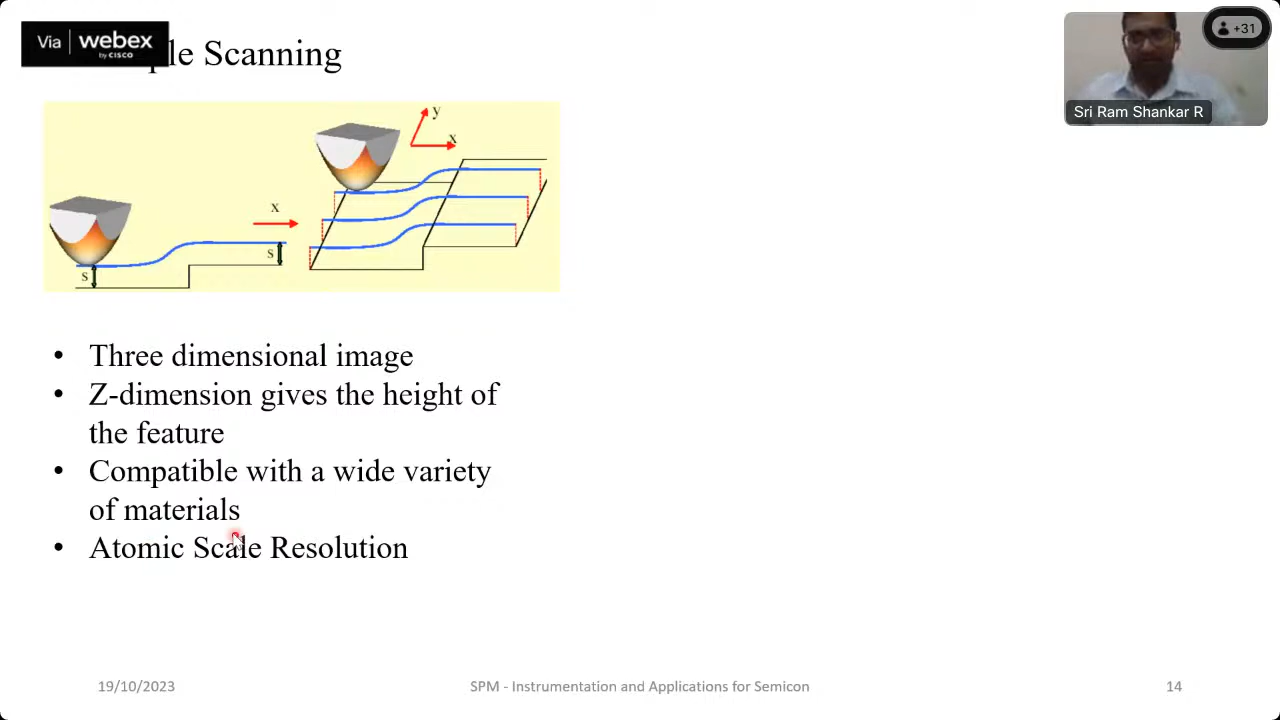 Via webex
by CISCO
ple Scanning
+31
Sri Ram Shankar R
y
x
x
s
s
• Three dimensional image
• Z-dimension gives the height of
the feature
• Compatible with a wide variety
of materials
• Atomic Scale Resolution
19/10/2023
SPM - Instrumentation and Applications for Semicon
14